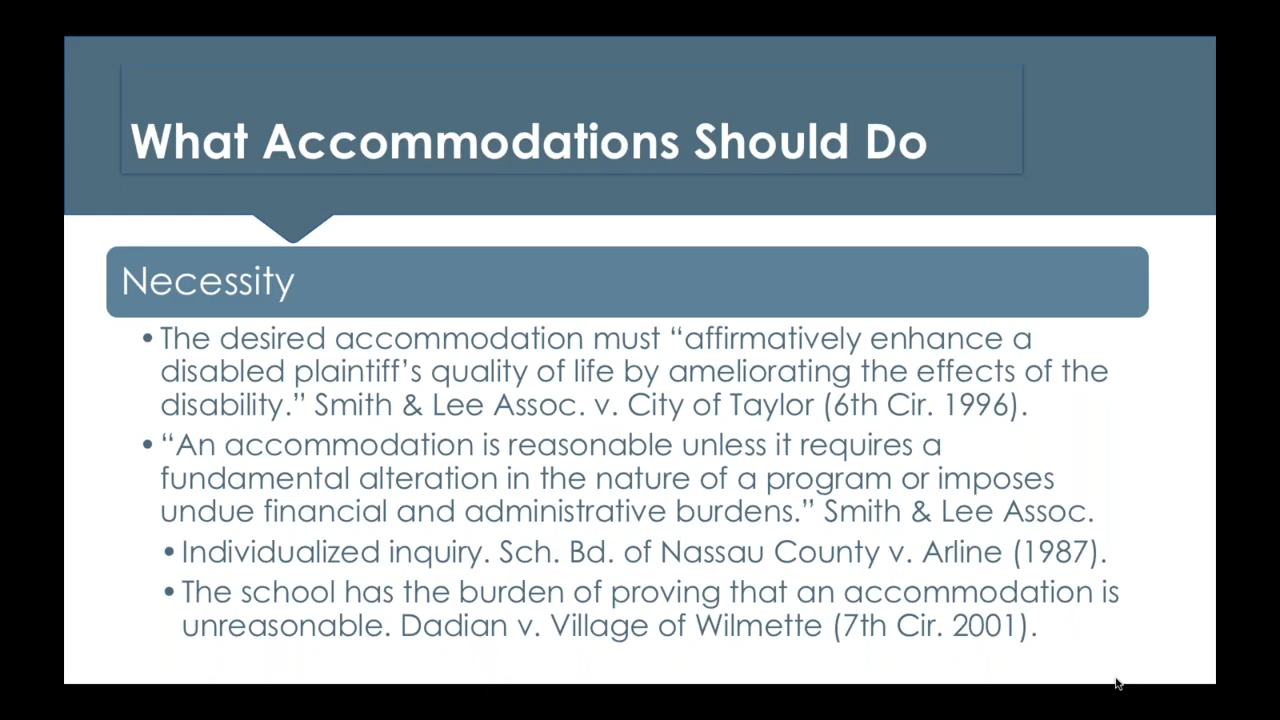 What Accommodations Should Do
Necessity
• The desired accommodation must “affirmatively enhance a
disabled plaintiff’s quality of life by ameliorating the effects of the
disability.” Smith & Lee Assoc. v. City of Taylor (6th Cir. 1996).
• “An accommodation is reasonable unless it requires a
fundamental alteration in the nature of a program or imposes
undue financial and administrative burdens.” Smith & Lee Assoc.
• Individualized inquiry. Sch. Bd. of Nassau County v. Arline (1987).
• The school has the burden of proving that an accommodation is
unreasonable. Dadian v. Village of Wilmette (7th Cir. 2001).